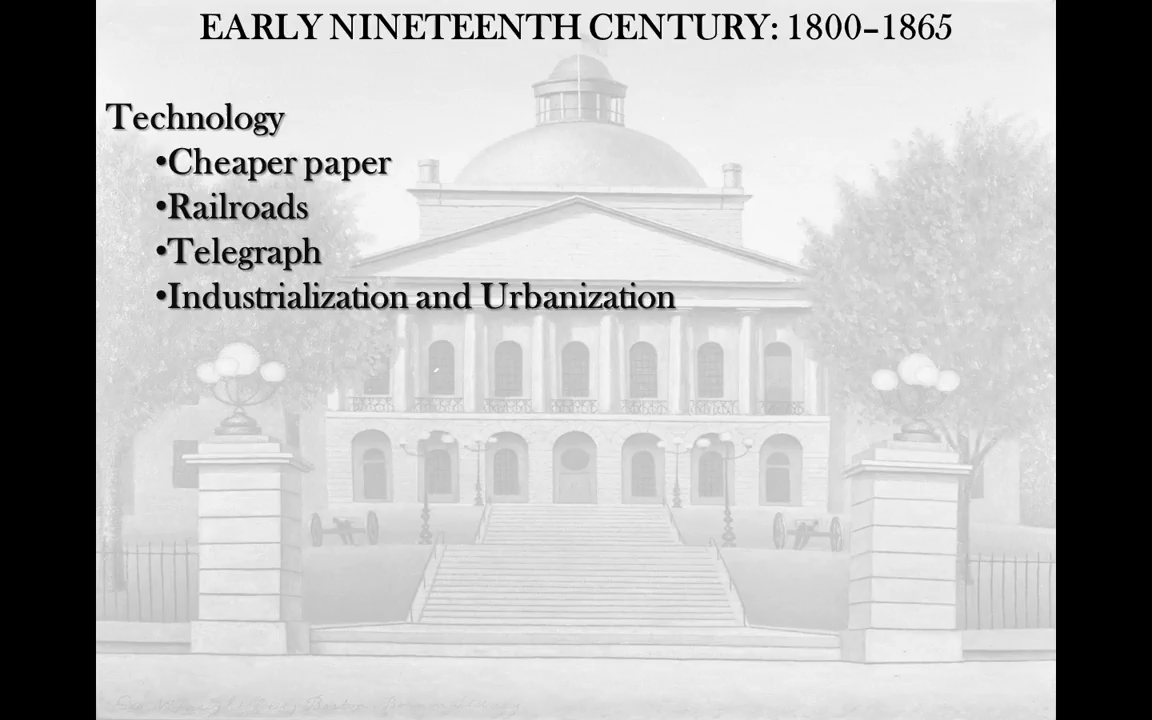 EARLY NINETEENTH CENTURY: 1800–1865
Technology
•Cheaper paper
•Railroads
•Telegraph
•Industrialization and Urbanization